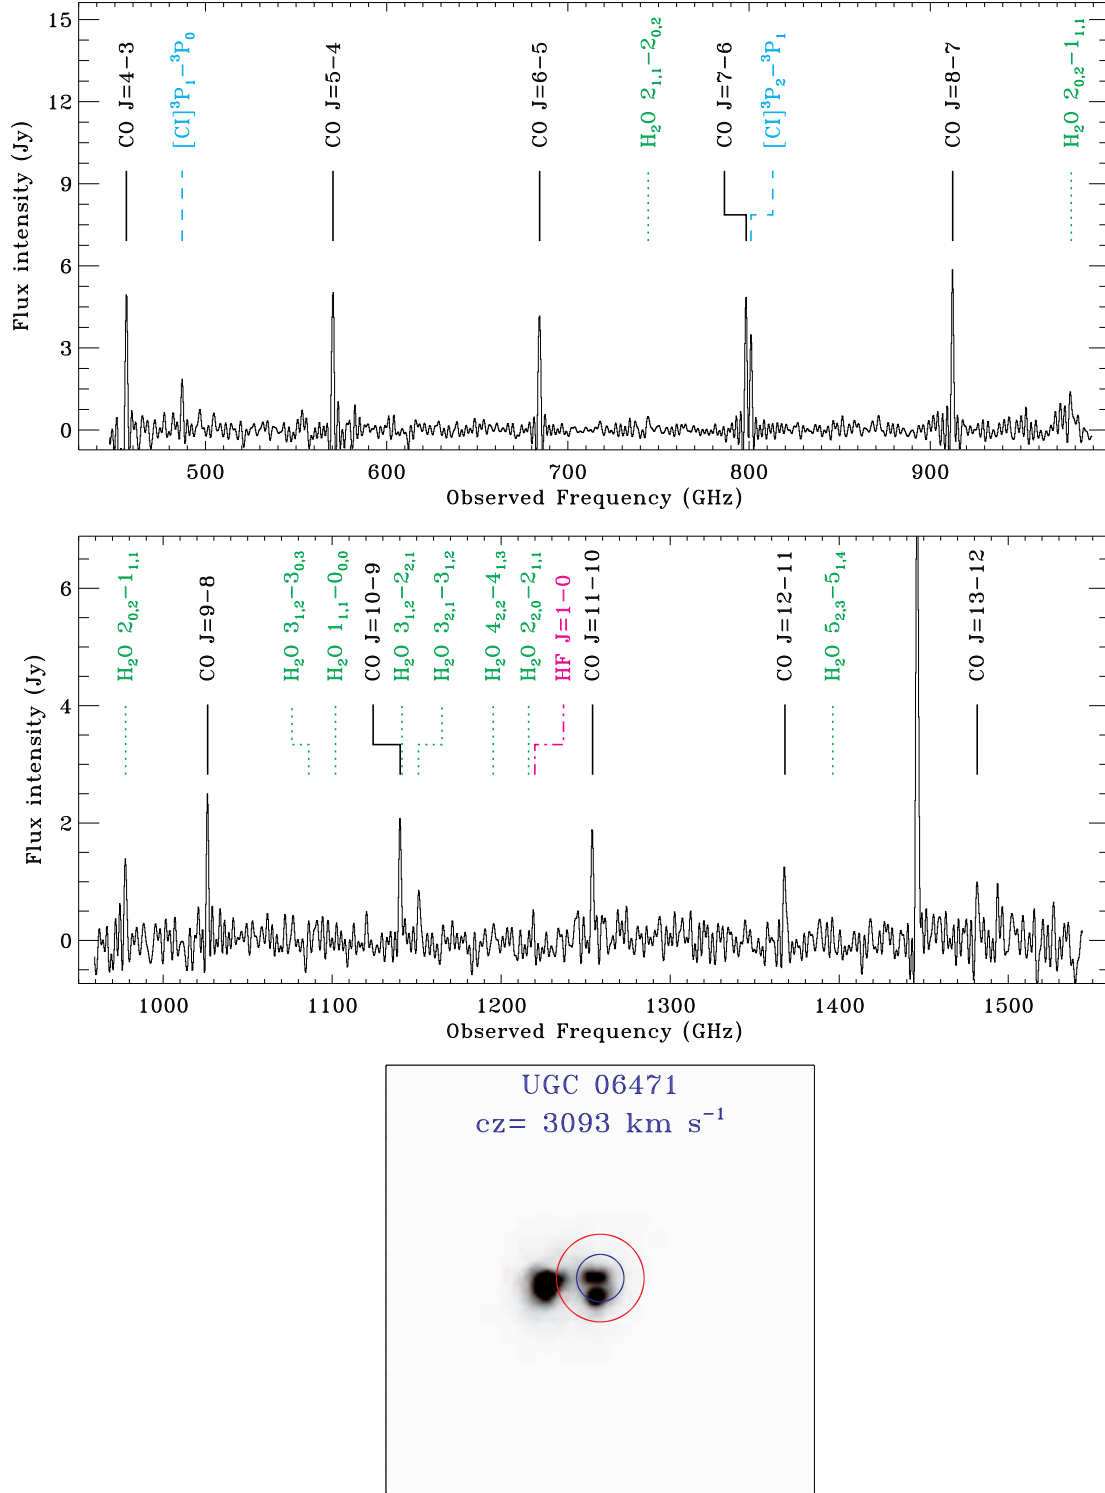 15
12
9
6
3
0
Flux intensity (Jy)
CO J=4−3
[CI]³P₁−³P₀
CO J=5−4
CO J=6−5
H₂O 2₁,₁−2₀,₂
CO J=7−6
[CI]³P₂−³P₁
CO J=8−7
H₂O 2₀,₂−1₁,₁
500 600 700 800 900
Observed Frequency (GHz)
6
4
2
0
Flux intensity (Jy)
H₂O 2₀,₂−1₁,₁
CO J=9−8
H₂O 3₁,₂−3₀,₃
H₂O 1₁,₁−0₀,₀
CO J=10−9
H₂O 3₁,₂−2₂,₁
H₂O 3₂,₁−3₁,₂
H₂O 4₂,₂−4₁,₃
H₂O 2₂,₀−2₁,₁
HF J=1−0
CO J=11−10
CO J=12−11
H₂O 5₂,₃−5₁,₄
CO J=13−12
1000 1100 1200 1300 1400 1500
Observed Frequency (GHz)
UGC 06471
cz= 3093 km s⁻¹